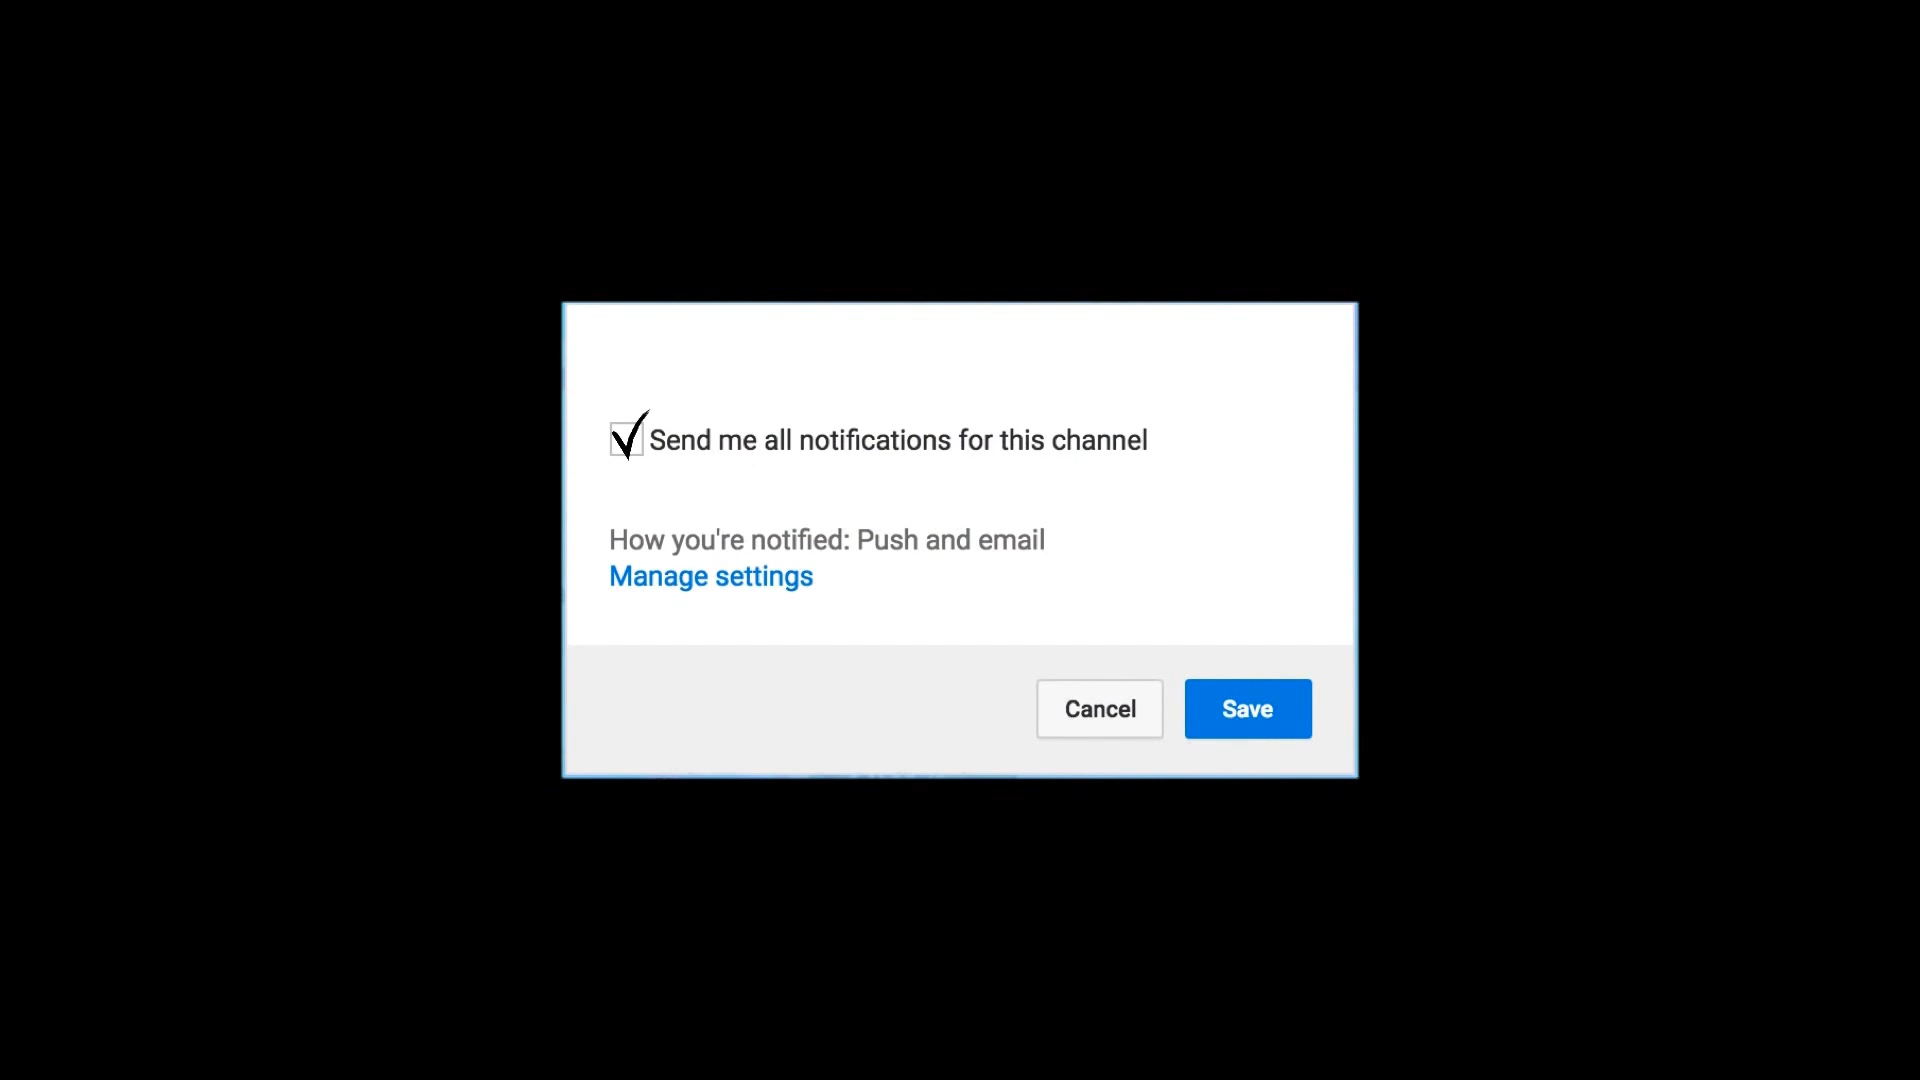 Send me all notifications for this channel
How you're notified: Push and email
Manage settings
Cancel Save